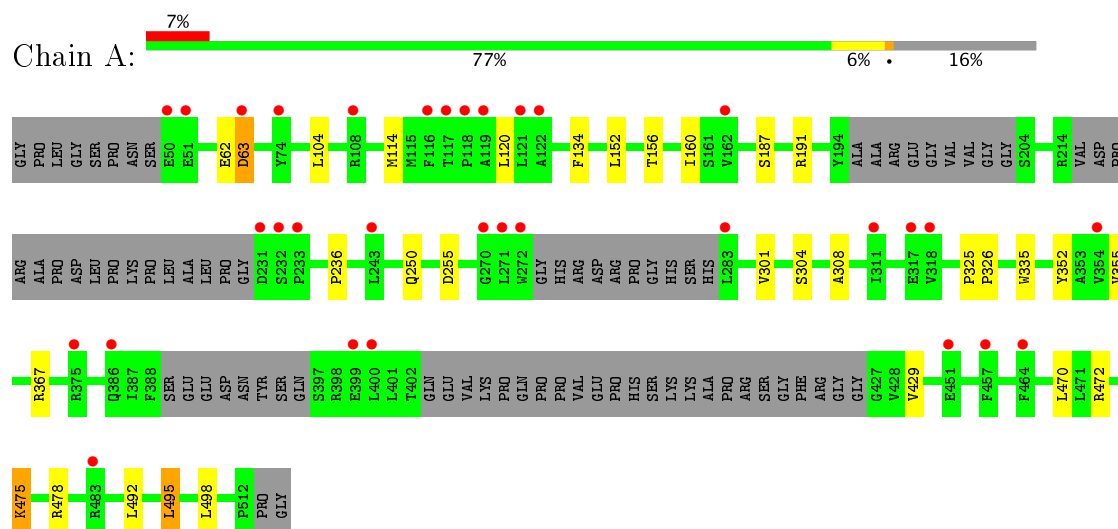 7%
Chain A:
77% 6% • 16%
GLY PRO LEU GLY SER PRO ASN SER E50 E51 E62 D63 Y74 L104 R108 M114 M115 F116 T117 P118 A119 L120 L121 A122 F134 L152 T156 I160 S161 V162 S187 R191 Y194 ALA ALA ARG GLU GLY VAL VAL GLY GLY S204 R214 VAL ASP PRO
ARG ALA PRO ASP LEU PRO LYS PRO LEU ALA LEU PRO GLY D231 S232 P233 P236 L243 Q250 D255 G270 L271 W272 GLY HIS ARG ASP ARG PRO GLY HIS SER HIS L283 V301 S304 A308 I311 E317 V318 P325 P326 W335 Y352 A353 V354 V355
R367 R375 Q386 I387 F388 SER GLU GLU ASP ASN TYR SER GLN S397 R398 E399 L400 L401 T402 GLN GLU VAL LYS PRO GLN PRO PRO VAL GLU PRO HIS SER LYS LYS ALA PRO ARG SER GLY PHE ARG GLY GLY G427 V428 V429 E451 F457 F464 L470 L471 R472
K475 R478 R483 L492 L495 L498 P512 PRO GLY